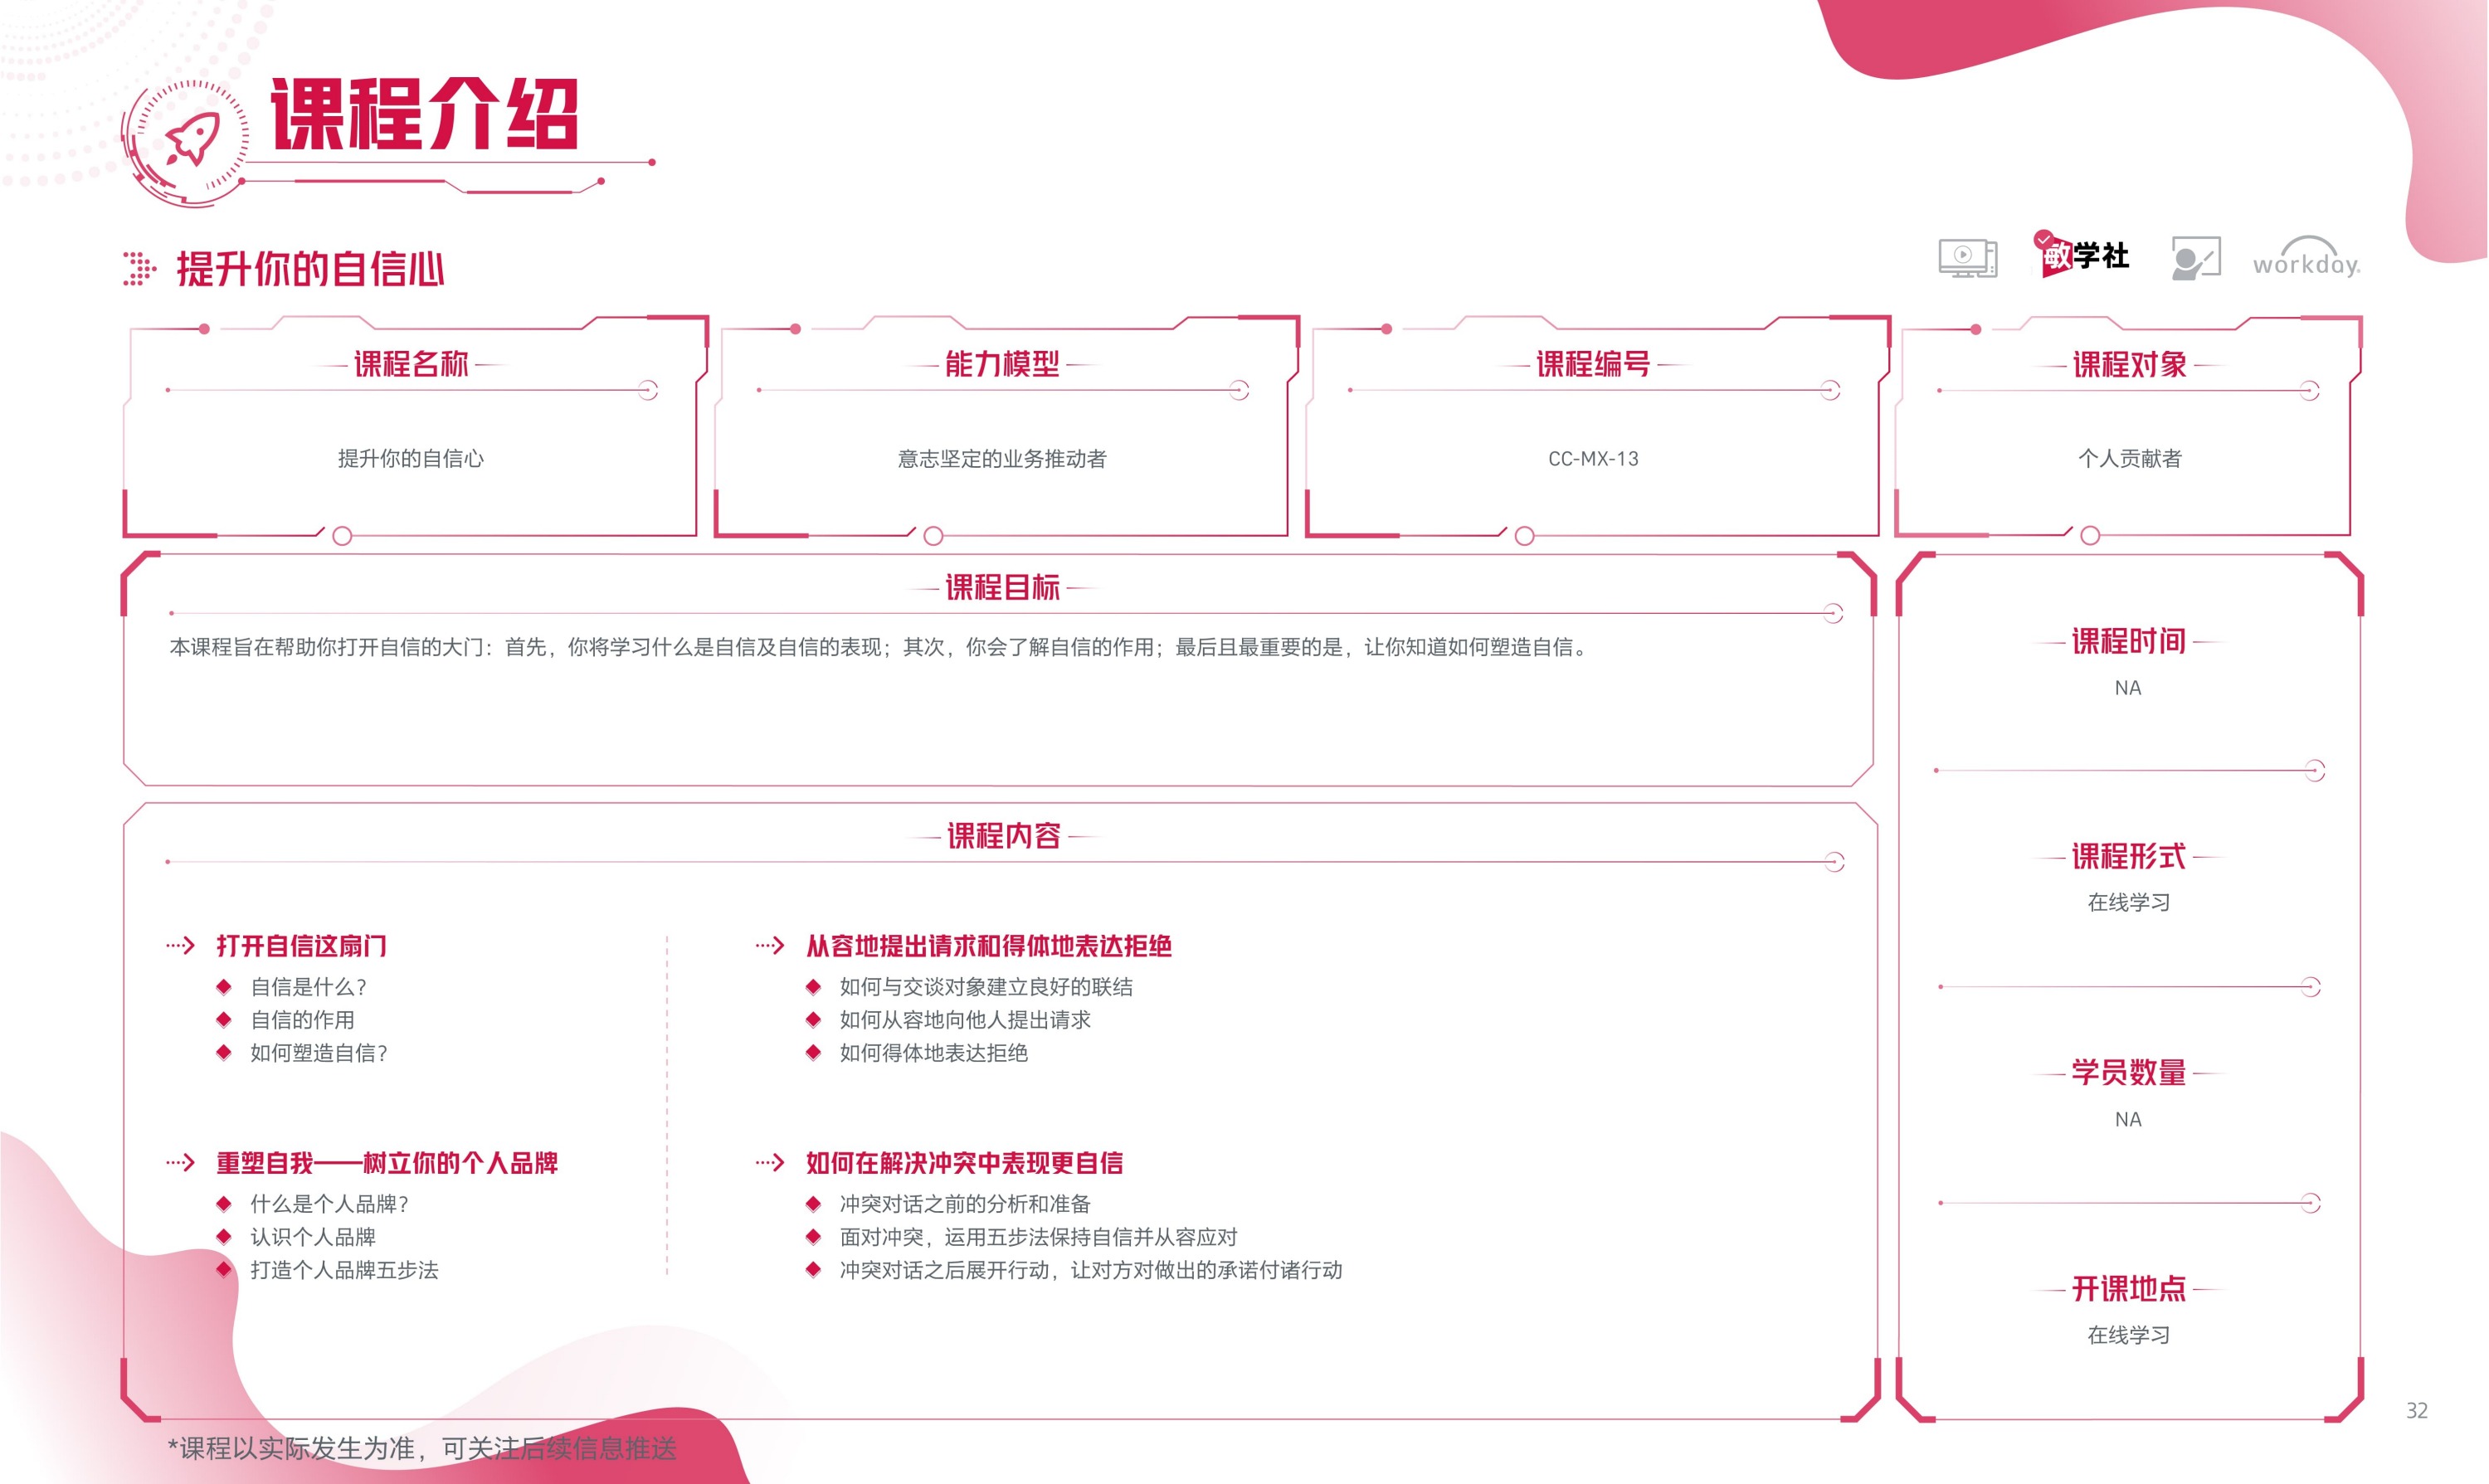 课程介绍
提升你的自信心
敏学社
workday.
课程名称
提升你的自信心
能力模型
意志坚定的业务推动者
课程编号
CC-MX-13
课程对象
个人贡献者
课程目标
本课程旨在帮助你打开自信的大门：首先，你将学习什么是自信及自信的表现；其次，你会了解自信的作用；最后且最重要的是，让你知道如何塑造自信。
课程内容
打开自信这扇门
自信是什么？
自信的作用
如何塑造自信？
从容地提出请求和得体地表达拒绝
如何与交谈对象建立良好的联结
如何从容地向他人提出请求
如何得体地表达拒绝
重塑自我——树立你的个人品牌
什么是个人品牌？
认识个人品牌
打造个人品牌五步法
如何在解决冲突中表现更自信
冲突对话之前的分析和准备
面对冲突，运用五步法保持自信并从容应对
冲突对话之后展开行动，让对方对做出的承诺付诸行动
课程时间
NA
课程形式
在线学习
学员数量
NA
开课地点
在线学习
*课程以实际发生为准，可关注后续信息推送
32